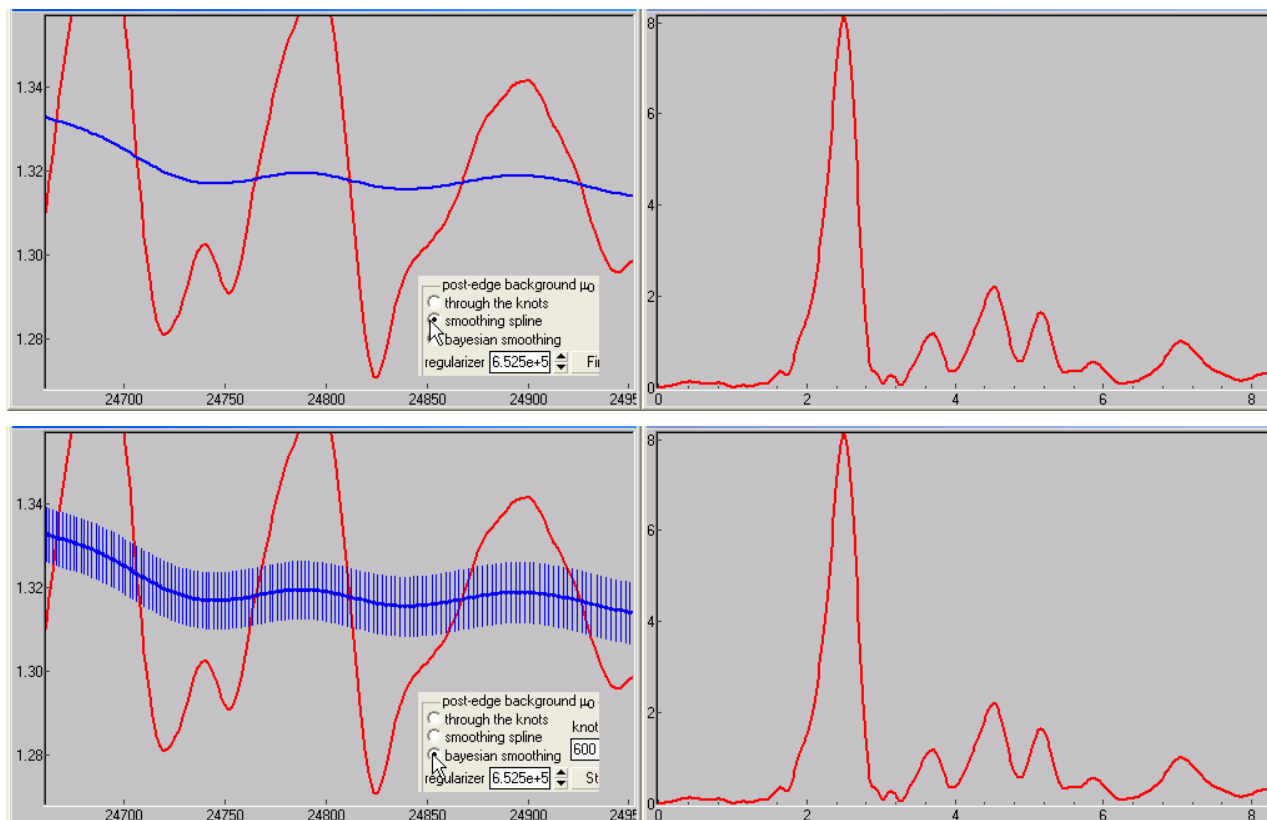 8
1.34
6
1.32
4
post-edge background μ0
1.30
through the knots
smoothing spline
2
1.28
bayesian smoothing
regularizer 6.525e+5 Fi
0
24700 24750 24800 24850 24900 2495
0 2 4 6 8
8
1.34
6
1.32
4
post-edge background μ0
1.30
through the knots knot
smoothing spline
2
600
1.28
bayesian smoothing
regularizer 6.525e+5 St
0
24700 24750 24800 24850 24900 2495
0 2 4 6 8